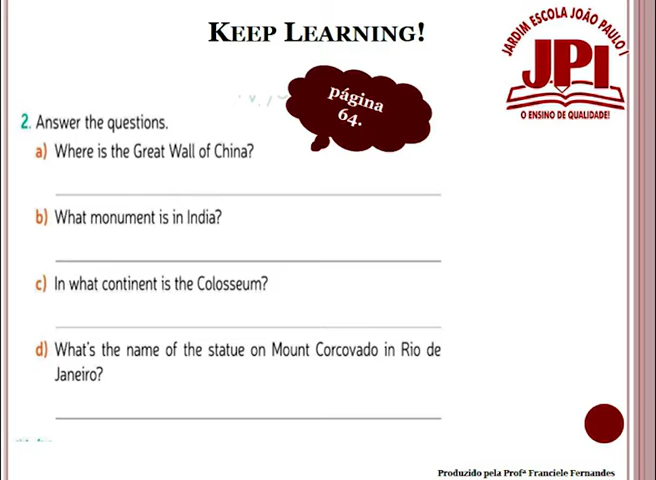 KEEP LEARNING!
JARDIM ESCOLA JOÃO PAULO I
JPI
O ENSINO DE QUALIDADE!
página
64.
2. Answer the questions.
a) Where is the Great Wall of China?
b) What monument is in India?
c) In what continent is the Colosseum?
d) What's the name of the statue on Mount Corcovado in Rio de
Janeiro?
Produzido pela Profª Franciele Fernandes